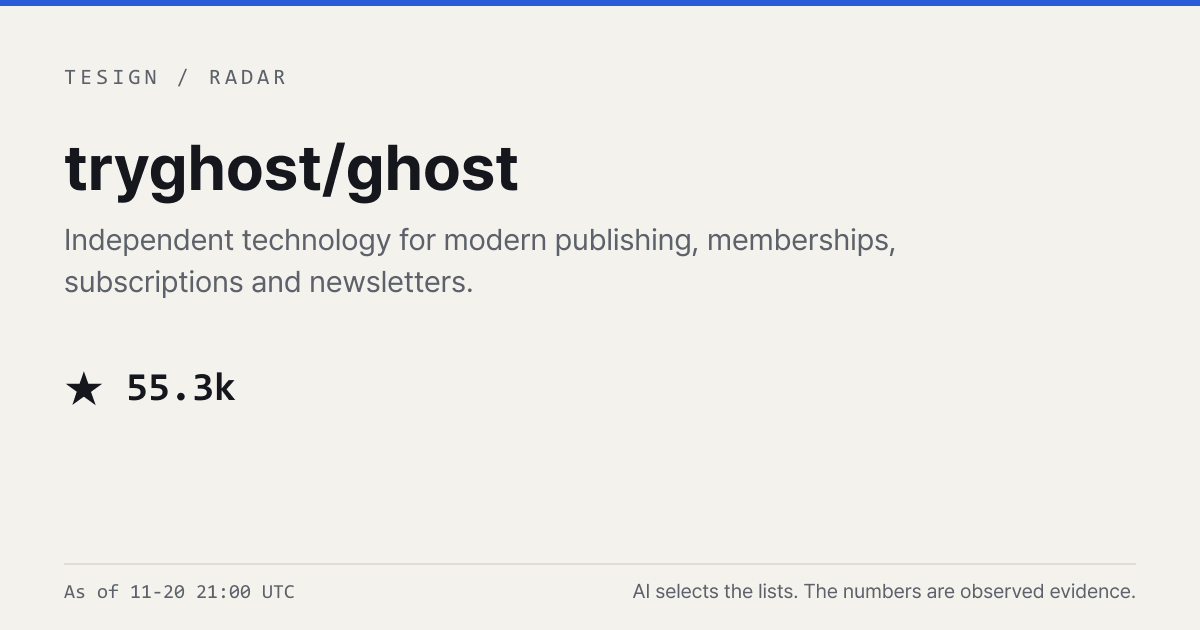 TESIGN / RADAR
tryghost/ghost
Independent technology for modern publishing, memberships,
subscriptions and newsletters.
★ 55.3k
As of 11-20 21:00 UTC
AI selects the lists. The numbers are observed evidence.